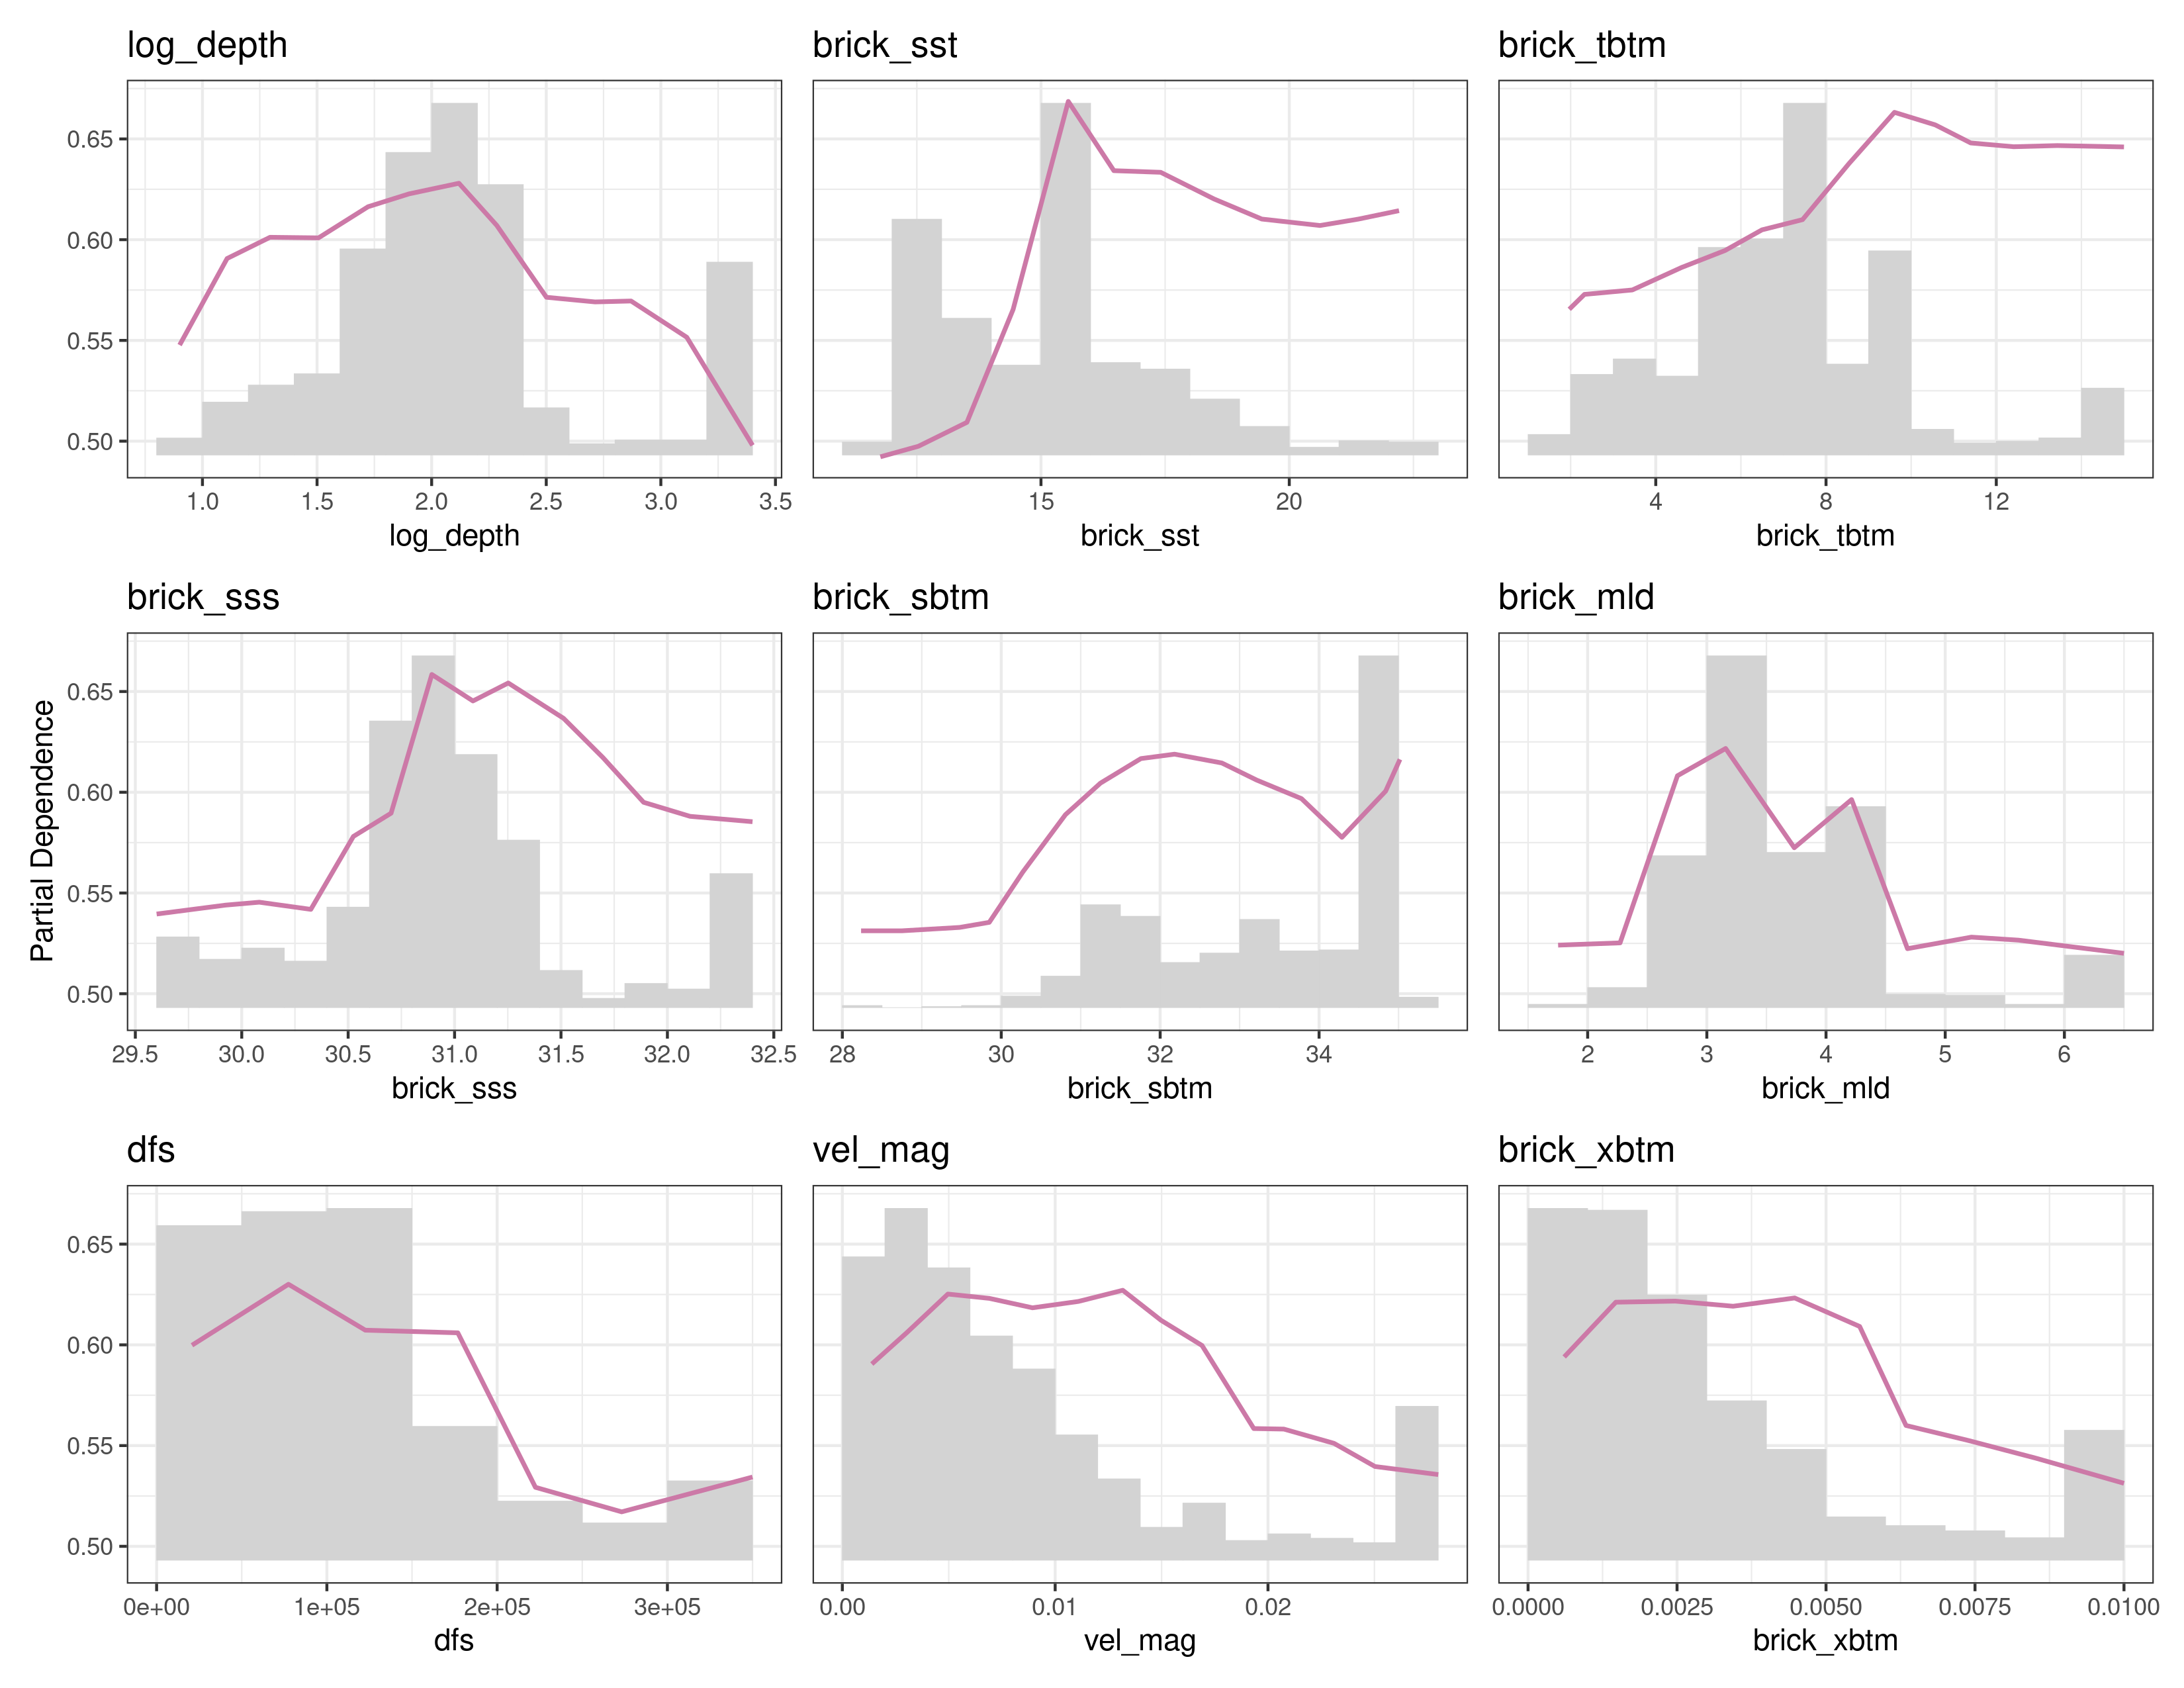 log_depth
brick_sst
brick_tbtm
0.65
0.60
0.55
0.50
1.0 1.5 2.0 2.5 3.0 3.5
15 20
4 8 12
log_depth
brick_sst
brick_tbtm
brick_sss
brick_sbtm
brick_mld
Partial Dependence
0.65
0.60
0.55
0.50
29.5 30.0 30.5 31.0 31.5 32.0 32.5
28 30 32 34
2 3 4 5 6
brick_sss
brick_sbtm
brick_mld
dfs
vel_mag
brick_xbtm
0.65
0.60
0.55
0.50
0e+00 1e+05 2e+05 3e+05
0.00 0.01 0.02
0.0000 0.0025 0.0050 0.0075 0.0100
dfs
vel_mag
brick_xbtm